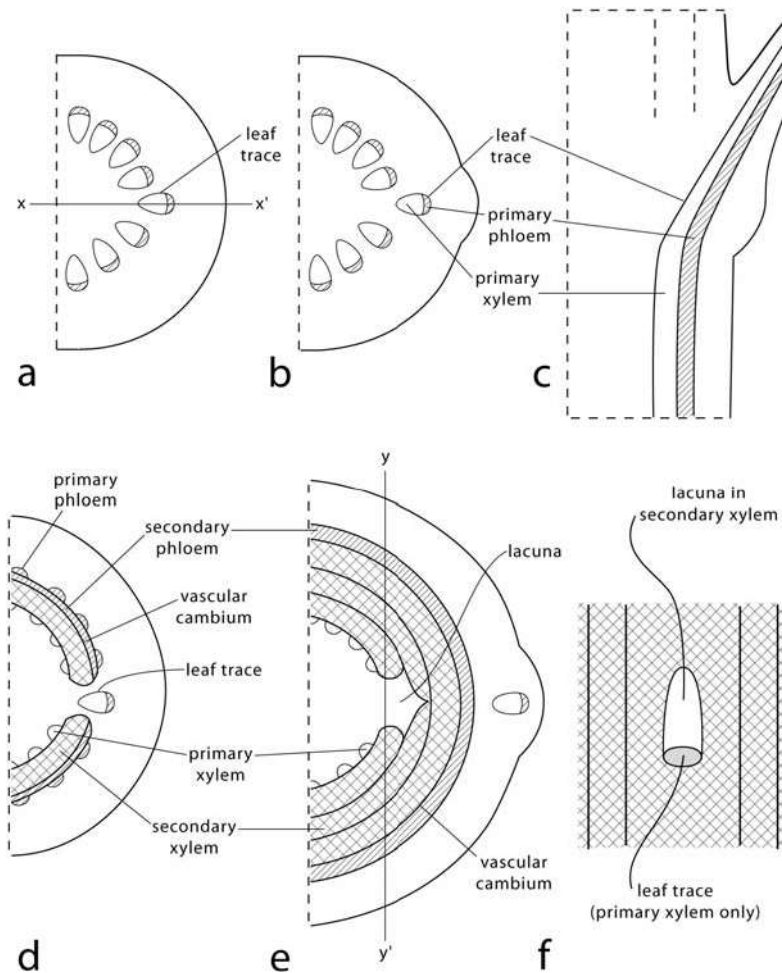 leaf
trace
x
x'
leaf
trace
primary
phloem
primary
xylem
a
b
c
primary
phloem
secondary
phloem
vascular
cambium
leaf trace
primary
xylem
secondary
xylem
y
lacuna
vascular
cambium
y'
lacuna in
secondary xylem
leaf trace
(primary xylem only)
d
e
f